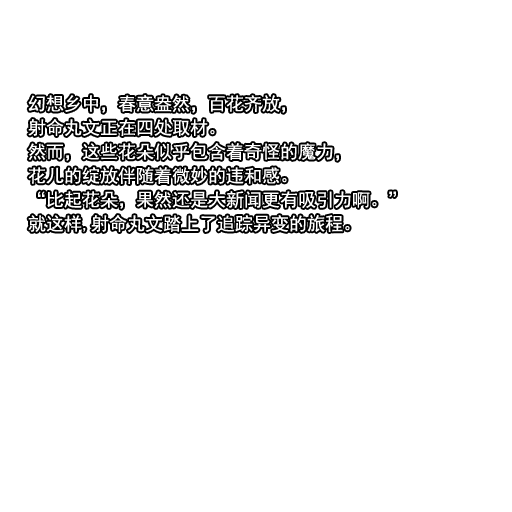 幻想乡中，春意盎然，百花齐放，
射命丸文正在四处取材。
然而，这些花朵似乎包含着奇怪的魔力，
花儿的绽放伴随着微妙的违和感。
“比起花朵，果然还是大新闻更有吸引力啊。”
就这样,射命丸文踏上了追踪异变的旅程。